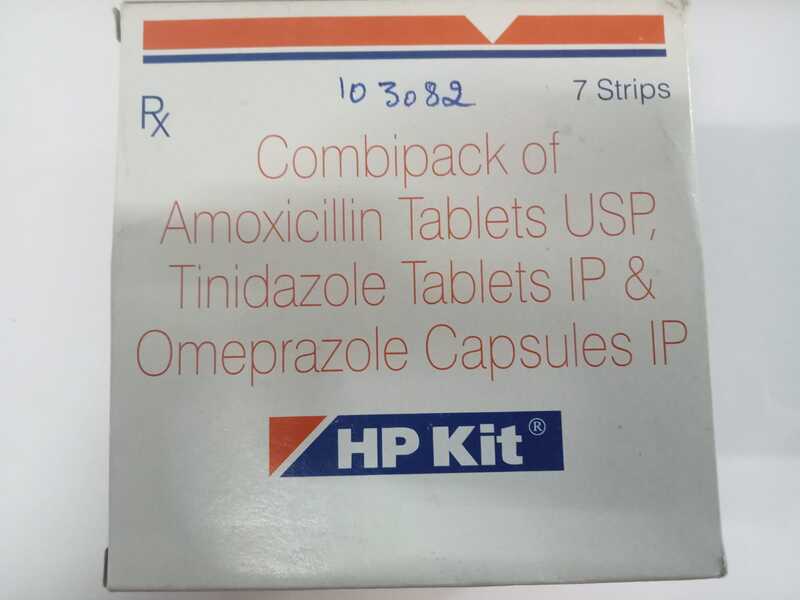 103082
7 Strips
Rx
Combipack of
Amoxicillin Tablets USP,
Tinidazole Tablets IP &
Omeprazole Capsules IP
HP Kit®